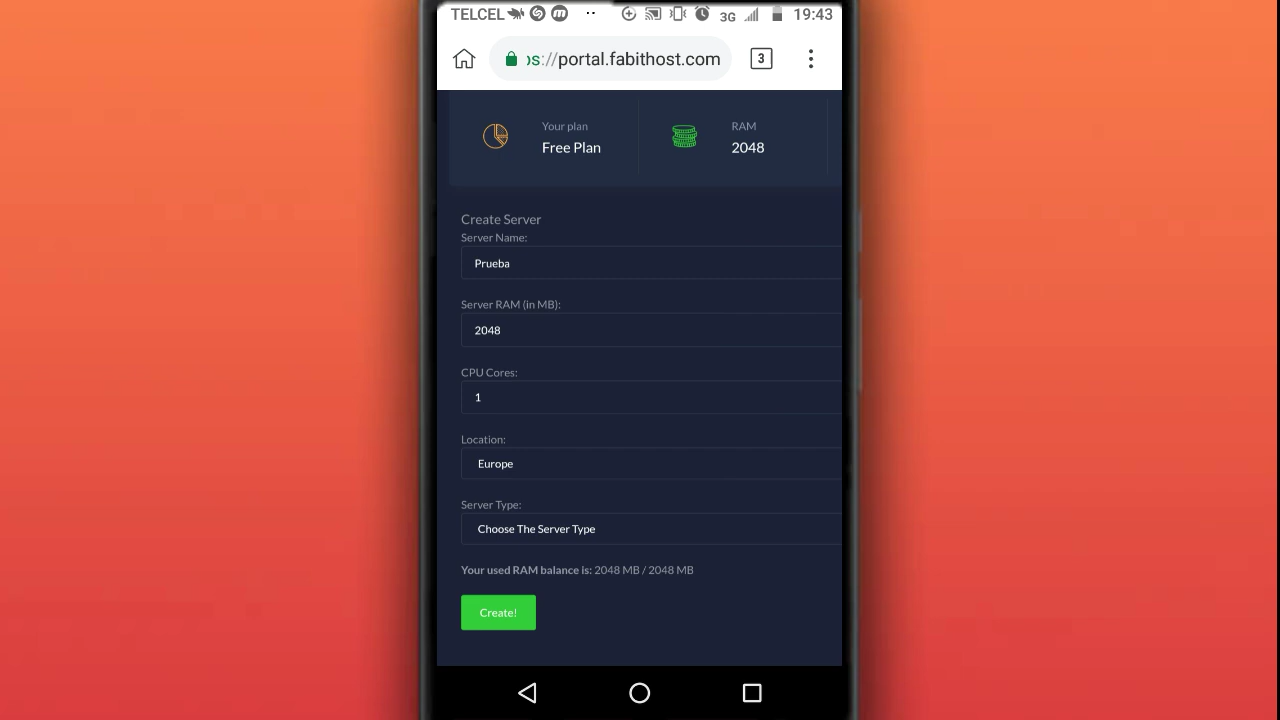 TELCEL 3G 19:43
os://portal.fabithost.com 3
Your plan
Free Plan
RAM
2048
Create Server
Server Name:
Prueba
Server RAM (in MB):
2048
CPU Cores:
1
Location:
Europe
Server Type:
Choose The Server Type
Your used RAM balance is: 2048 MB / 2048 MB
Create!